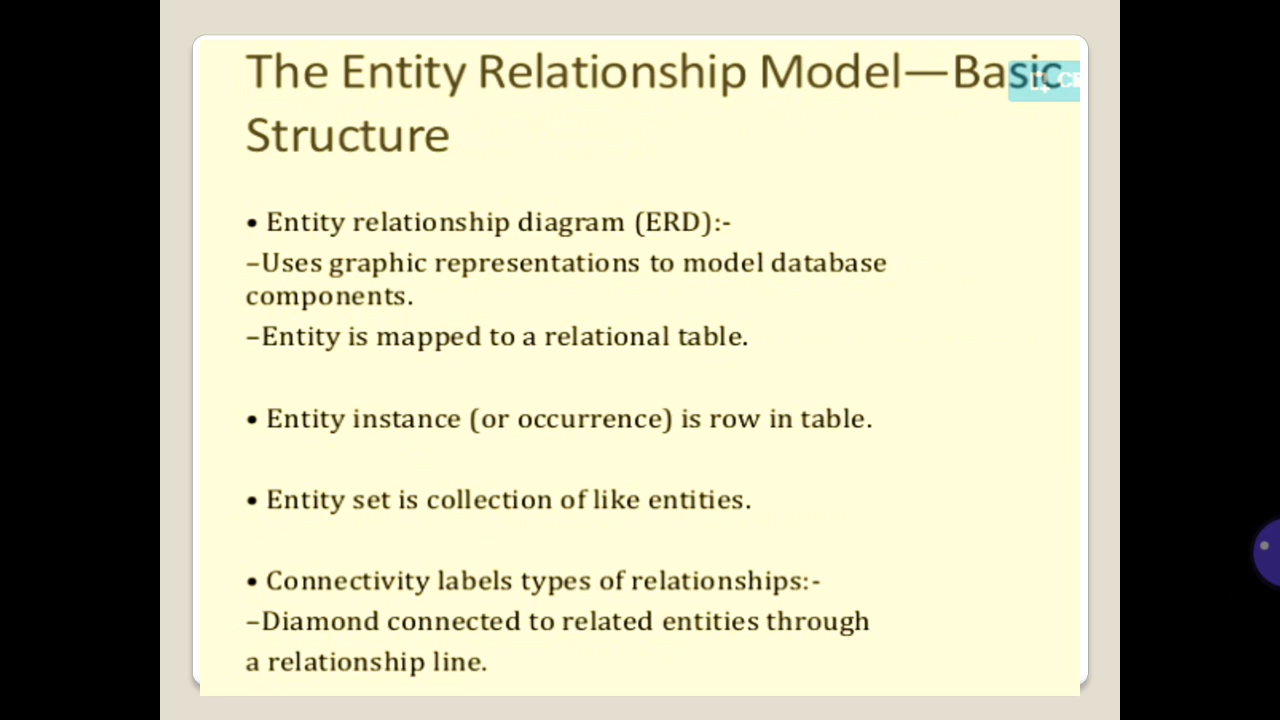 The Entity Relationship Model—Basic
Structure
• Entity relationship diagram (ERD):-
–Uses graphic representations to model database
components.
–Entity is mapped to a relational table.
• Entity instance (or occurrence) is row in table.
• Entity set is collection of like entities.
• Connectivity labels types of relationships:-
–Diamond connected to related entities through
a relationship line.